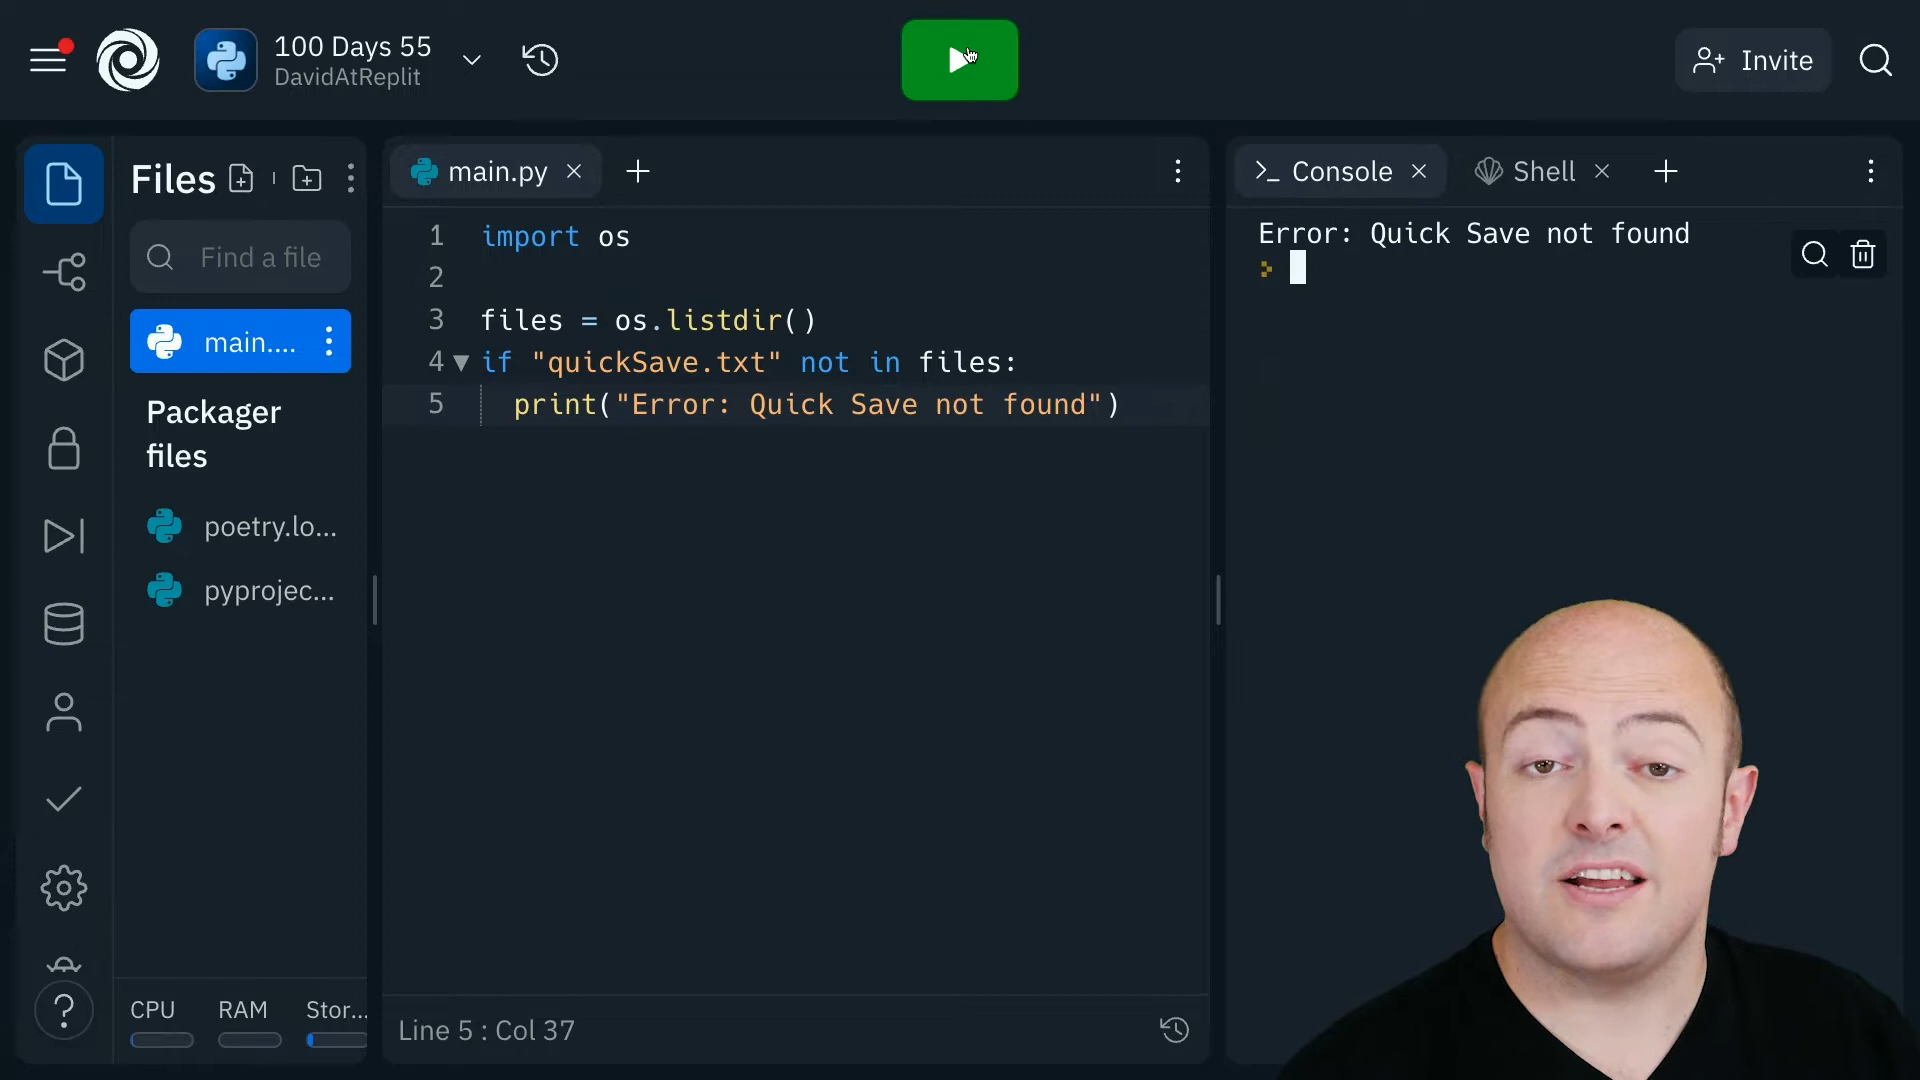 100 Days 55
DavidAtReplit
Invite
Files
Find a file
main....
Packager
files
poetry.lo...
pyprojec...
CPU RAM Stor...
main.py
1 import os
2
3 files = os.listdir()
4 if "quickSave.txt" not in files:
5 print("Error: Quick Save not found")
Line 5 : Col 37
>_ Console
Shell
Error: Quick Save not found